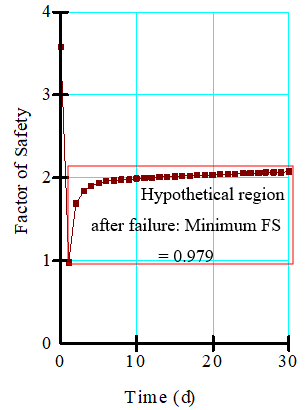 4
3
2
1
0
Factor of Safety
Hypothetical region
after failure: Minimum FS
= 0.979
0 10 20 30
Time (d)